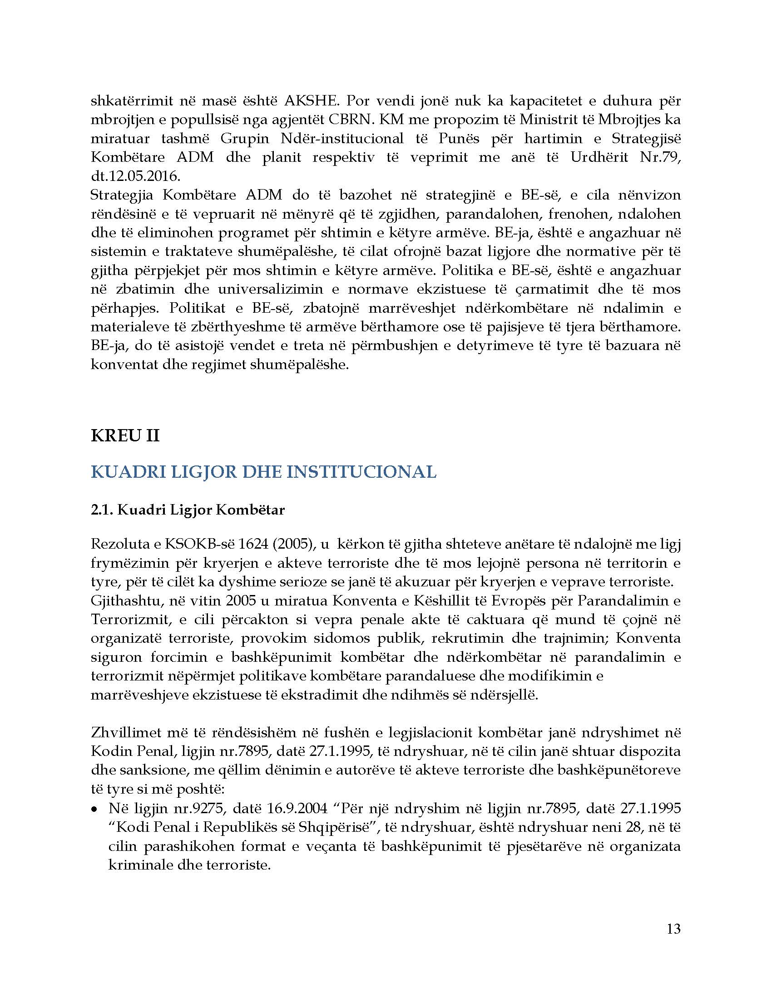 shkatërrimit në masë është AKSHE. Por vendi jonë nuk ka kapacitetet e duhura për
mbrojtjen e popullsisë nga agjentët CBRN. KM me propozim të Ministrit të Mbrojtjes ka
miratuar tashmë Grupin Ndër-institucional të Punës për hartimin e Strategjisë
Kombëtare ADM dhe planit respektiv të veprimit me anë të Urdhërit Nr.79,
dt.12.05.2016.
Strategjia Kombëtare ADM do të bazohet në strategjinë e BE-së, e cila nënvizon
rëndësinë e të vepruarit në mënyrë që të zgjidhen, parandalohen, frenohen, ndalohen
dhe të eliminohen programet për shtimin e këtyre armëve. BE-ja, është e angazhuar në
sistemin e traktateve shumëpalëshe, të cilat ofrojnë bazat ligjore dhe normative për të
gjitha përpjekjet për mos shtimin e këtyre armëve. Politika e BE-së, është e angazhuar
në zbatimin dhe universalizimin e normave ekzistuese të çarmatimit dhe të mos
përhapjes. Politikat e BE-së, zbatojnë marrëveshjet ndërkombëtare në ndalimin e
materialeve të zbërthyeshme të armëve bërthamore ose të pajisjeve të tjera bërthamore.
BE-ja, do të asistojë vendet e treta në përmbushjen e detyrimeve të tyre të bazuara në
konventat dhe regjimet shumëpalëshe.
KREU II
KUADRI LIGJOR DHE INSTITUCIONAL
2.1. Kuadri Ligjor Kombëtar
Rezoluta e KSOKB-së 1624 (2005), u kërkon të gjitha shteteve anëtare të ndalojnë me ligj
frymëzimin për kryerjen e akteve terroriste dhe të mos lejojnë persona në territorin e
tyre, për të cilët ka dyshime serioze se janë të akuzuar për kryerjen e veprave terroriste.
Gjithashtu, në vitin 2005 u miratua Konventa e Këshillit të Evropës për Parandalimin e
Terrorizmit, e cili përcakton si vepra penale akte të caktuara që mund të çojnë në
organizatë terroriste, provokim sidomos publik, rekrutimin dhe trajnimin; Konventa
siguron forcimin e bashkëpunimit kombëtar dhe ndërkombëtar në parandalimin e
terrorizmit nëpërmjet politikave kombëtare parandaluese dhe modifikimin e
marrëveshjeve ekzistuese të ekstradimit dhe ndihmës së ndërsjellë.
Zhvillimet më të rëndësishëm në fushën e legjislacionit kombëtar janë ndryshimet në
Kodin Penal, ligjin nr.7895, datë 27.1.1995, të ndryshuar, në të cilin janë shtuar dispozita
dhe sanksione, me qëllim dënimin e autorëve të akteve terroriste dhe bashkëpunëtoreve
të tyre si më poshtë:
• Në ligjin nr.9275, datë 16.9.2004 “Për një ndryshim në ligjin nr.7895, datë 27.1.1995
“Kodi Penal i Republikës së Shqipërisë”, të ndryshuar, është ndryshuar neni 28, në të
cilin parashikohen format e veçanta të bashkëpunimit të pjesëtarëve në organizata
kriminale dhe terroriste.
13